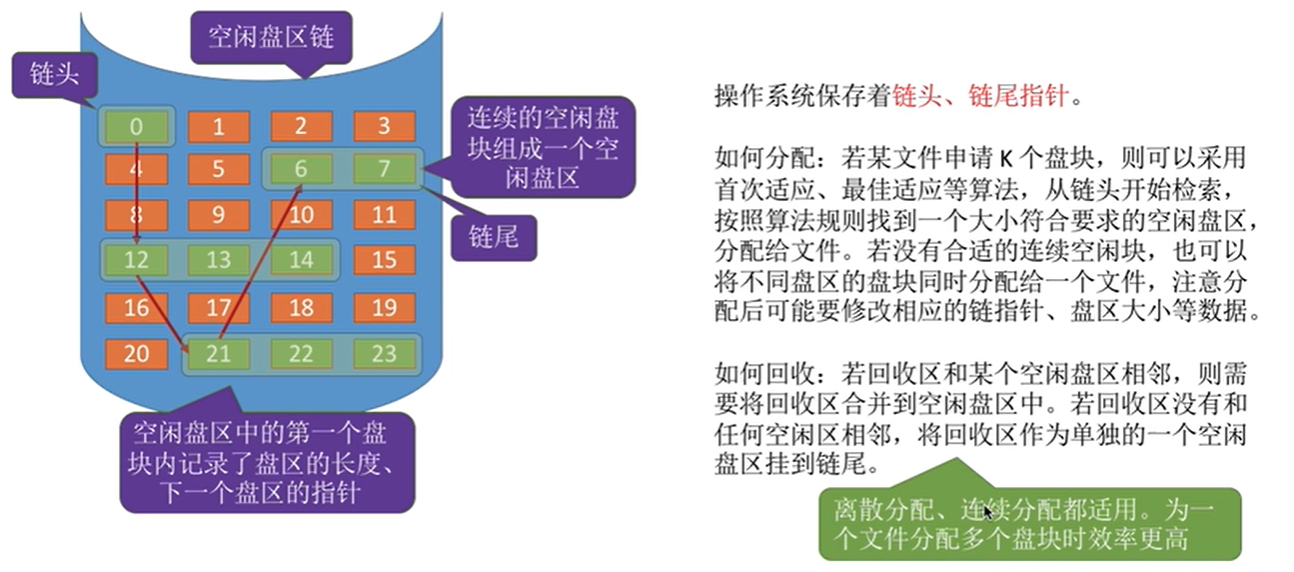 空闲盘区链
链头
0 1 2 3
4 5 6 7
8 9 10 11
12 13 14 15
16 17 18 19
20 21 22 23
连续的空闲盘
块组成一个空
闲盘区
链尾
空闲盘区中的第一个盘
块内记录了盘区的长度、
下一个盘区的指针
操作系统保存着链头、链尾指针。
如何分配：若某文件申请 K 个盘块，则可以采用
首次适应、最佳适应等算法，从链头开始检索，
按照算法规则找到一个大小符合要求的空闲盘区，
分配给文件。若没有合适的连续空闲块，也可以
将不同盘区的盘块同时分配给一个文件，注意分
配后可能要修改相应的链指针、盘区大小等数据。
如何回收：若回收区和某个空闲盘区相邻，则需
要将回收区合并到空闲盘区中。若回收区没有和
任何空闲区相邻，将回收区作为单独的一个空闲
盘区挂到链尾。
离散分配、连续分配都适用。为一
个文件分配多个盘块时效率更高